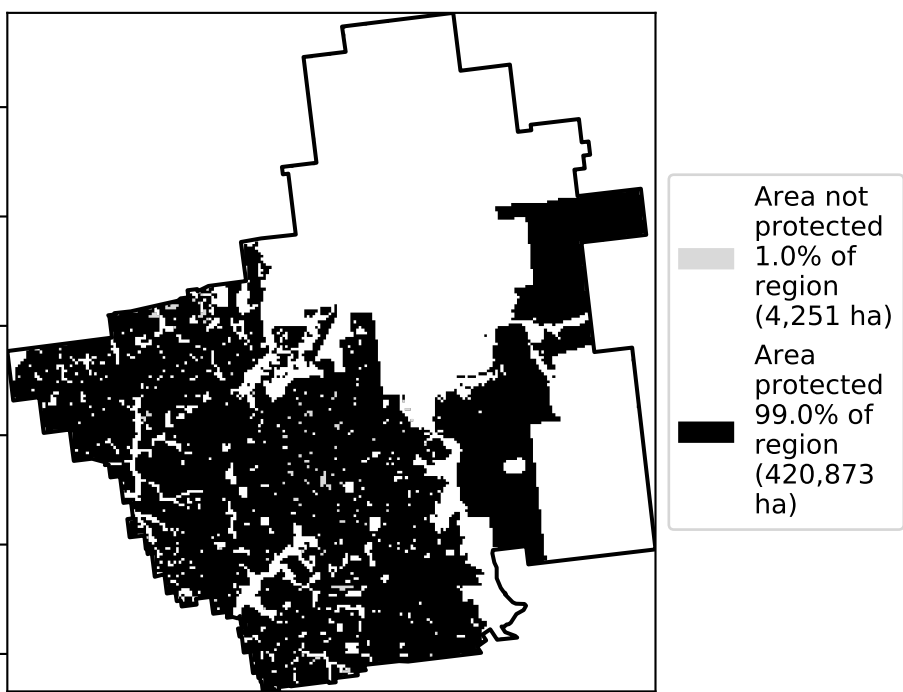 Area not
protected
1.0% of
region
(4,251 ha)
Area
protected
99.0% of
region
(420,873
ha)